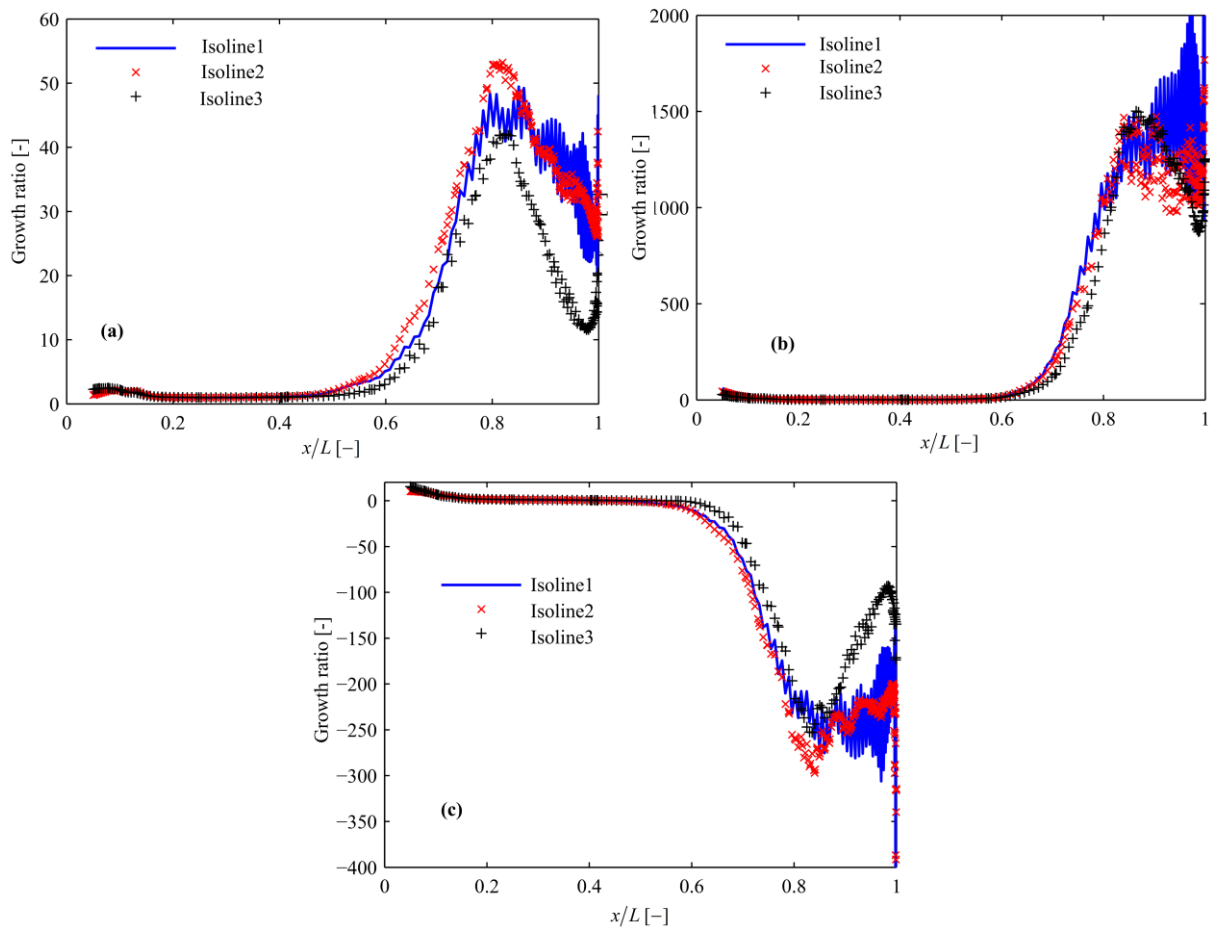 60
50
40
30
20
10
0
Growth ratio [-]
Isoline1
Isoline2
Isoline3
(a)
0 0.2 0.4 0.6 0.8 1
x/L [−]
2000
1500
1000
500
0
Growth ratio [-]
Isoline1
Isoline2
Isoline3
(b)
0 0.2 0.4 0.6 0.8 1
x/L [−]
0
−50
−100
−150
−200
−250
−300
−350
−400
Growth ratio [-]
Isoline1
Isoline2
Isoline3
(c)
0 0.2 0.4 0.6 0.8 1
x/L [−]